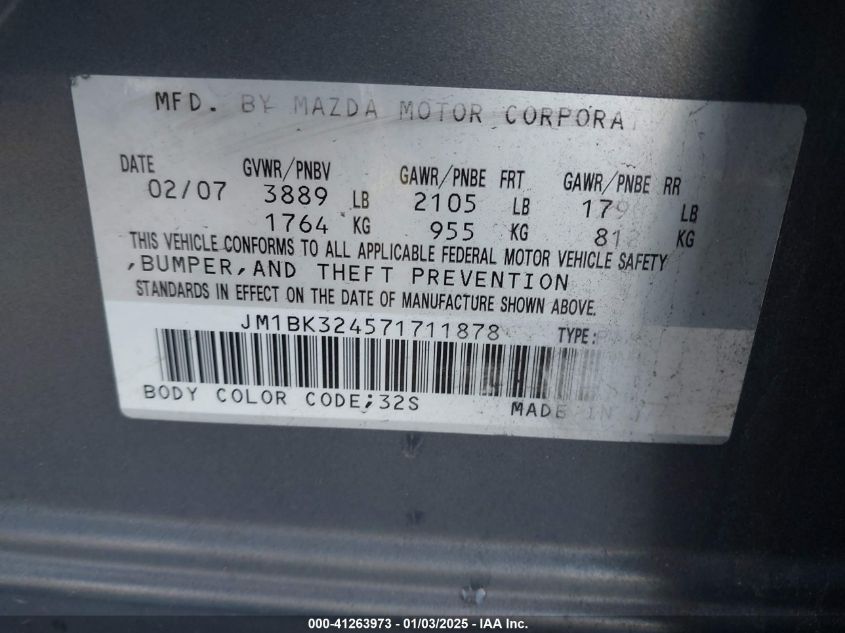 MFD. BY MAZDA MOTOR
DATE GVWR/PNBV GAWR/PNBE FRT GAWR/PNBE RR
02/07 3889 LB 2105 LB LB
1764 KG 955 KG KG
THIS VEHICLE CONFORMS TO ALL APPLICABLE FEDERAL MOTOR VEHICLE SAFETY
,BUMPER,AND THEFT PREVENTION
STANDARDS IN EFFECT ON THE DATE OF MANUFACTURE SHOWN ABOVE.
JM1BK324571711878 TYPE:
BODY COLOR CODE;32S MADE IN
000-41263973 - 01/03/2025 - IAA Inc.